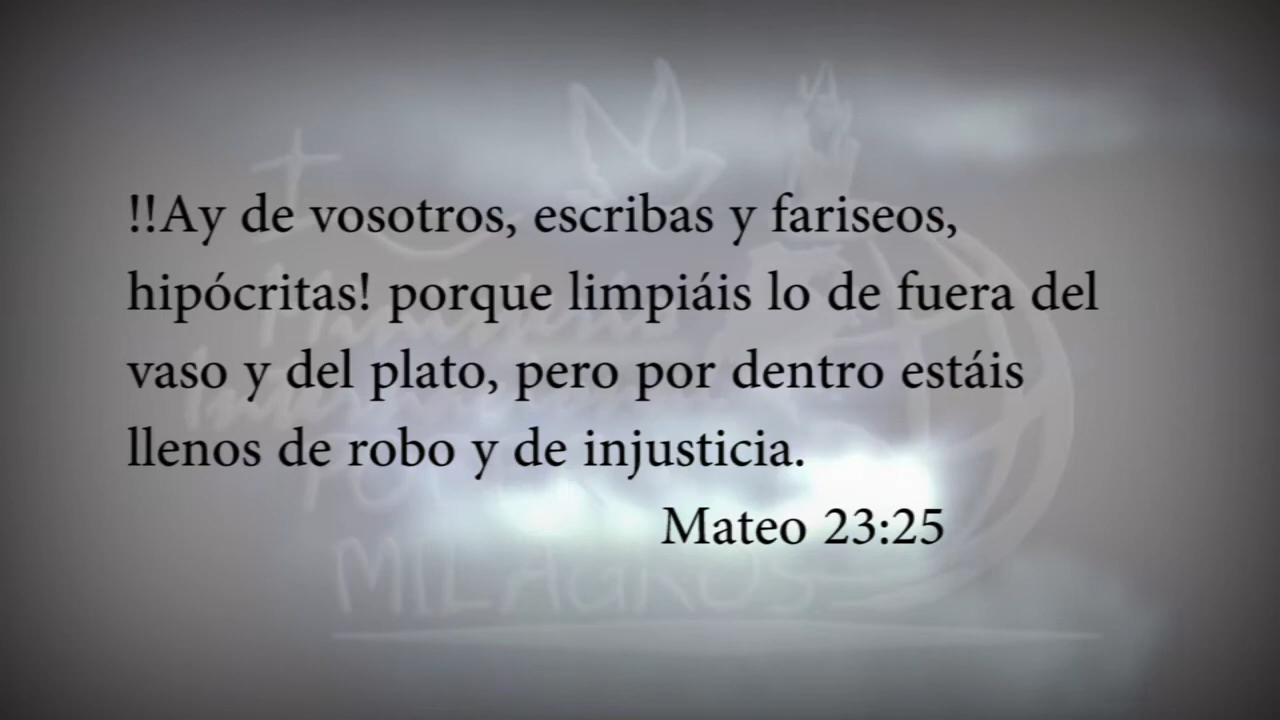 !!Ay de vosotros, escribas y fariseos,
hipócritas! porque limpiáis lo de fuera del
vaso y del plato, pero por dentro estáis
llenos de robo y de injusticia.
Mateo 23:25
MILAGROS